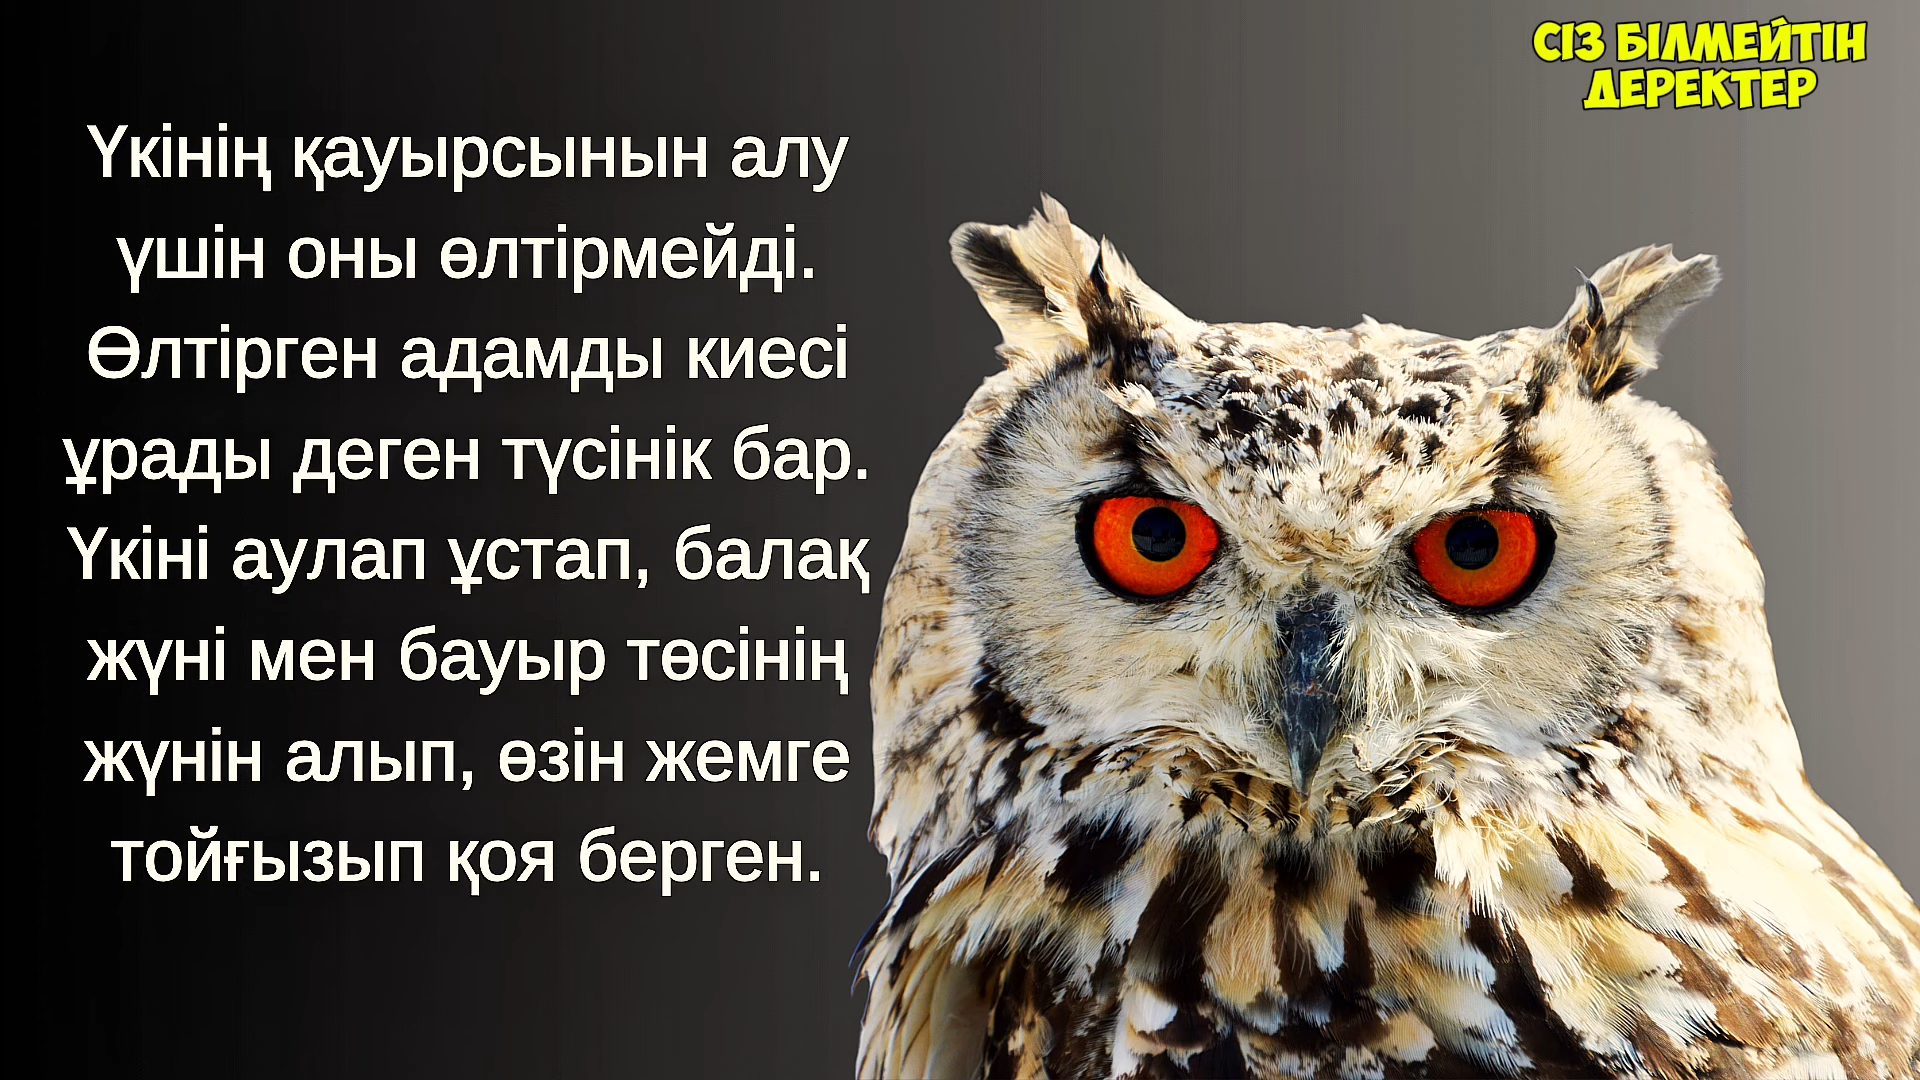 СІЗ БІЛМЕЙТІН
ДЕРЕКТЕР
Үкінің қауырсынын алу
үшін оны өлтірмейді.
Өлтірген адамды киесі
ұрады деген түсінік бар.
Үкіні аулап ұстап, балақ
жүні мен бауыр төсінің
жүнін алып, өзін жемге
тойғызып қоя берген.